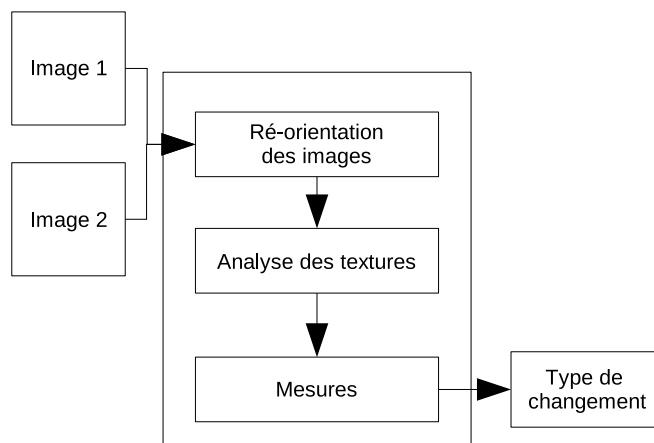 Image 1
Image 2
Ré-orientation
des images
Analyse des textures
Mesures
Type de
changement